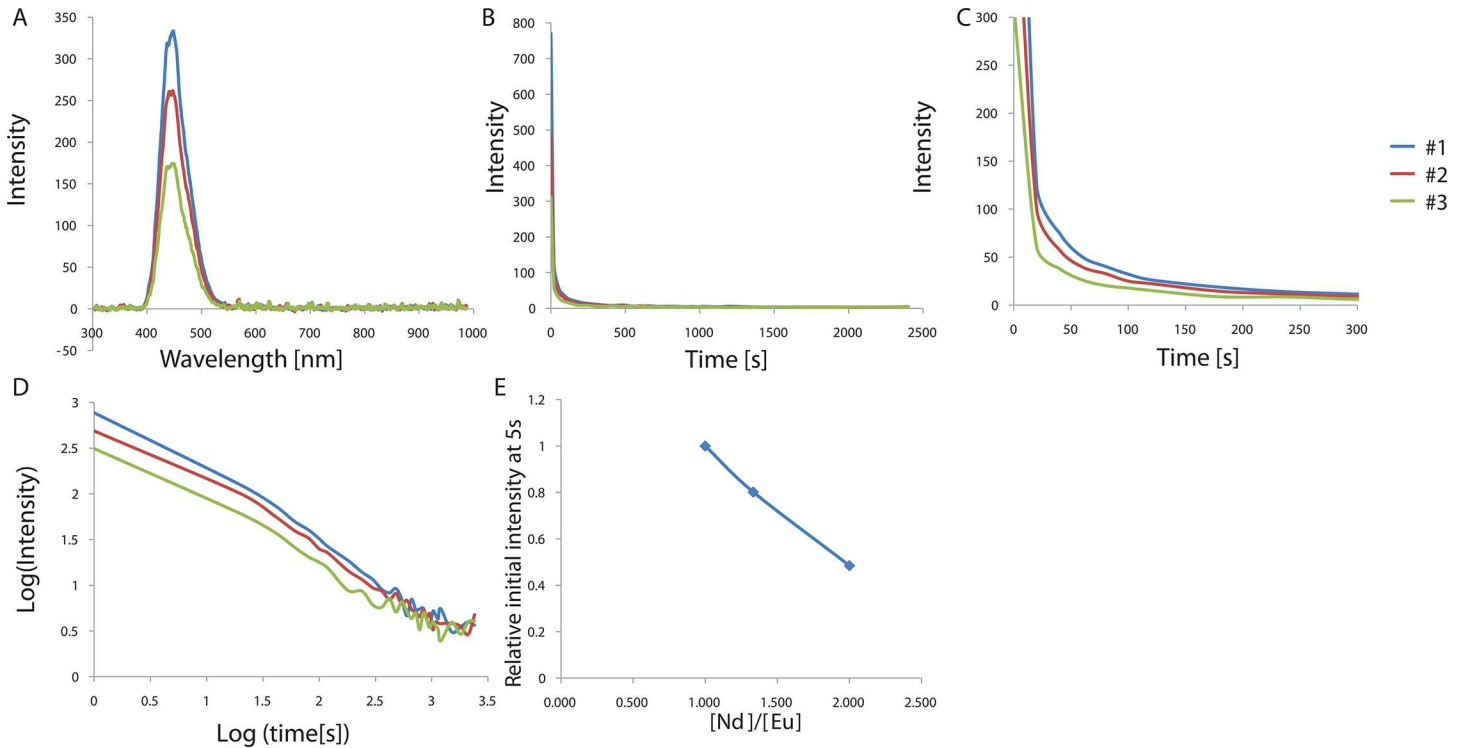 A
350
300
250
200
150
100
50
0
-50
300 400 500 600 700 800 900 1000
Intensity
Wavelength [nm]
B
800
700
600
500
400
300
200
100
0
0 500 1000 1500 2000 2500
Intensity
Time [s]
C
300
250
200
150
100
50
0
0 50 100 150 200 250 300
Intensity
Time [s]
#1
#2
#3
D
3
2.5
2
1.5
1
0.5
0
0 0.5 1 1.5 2 2.5 3 3.5
Log(Intensity)
Log (time[s])
E
1.2
1
0.8
0.6
0.4
0.2
0
0.000 0.500 1.000 1.500 2.000 2.500
Relative initial intensity at 5s
[Nd]/[Eu]